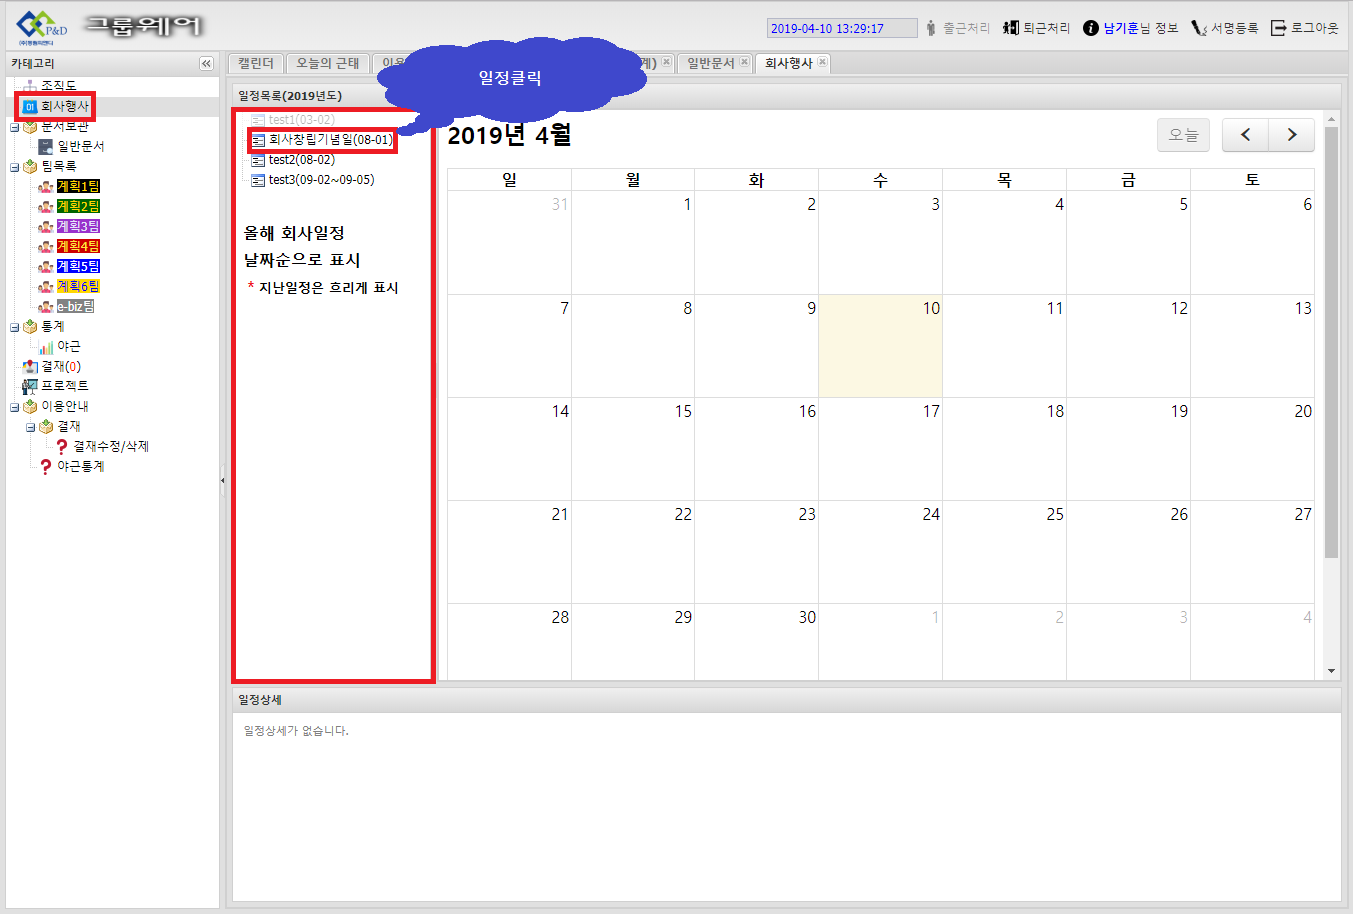 P&D
(주)평화피앤디
그룹웨어
2019-04-10 13:29:17
출근처리
퇴근처리
남기훈님 정보
서명등록
로그아웃
카테고리
조직도
01 회사행사
문서보관
일반문서
팀목록
계획1팀
계획2팀
계획3팀
계획4팀
계획5팀
계획6팀
e-biz팀
통계
야근
결재(0)
프로젝트
이용안내
결재
결재수정/삭제
야근통계
캘린더
오늘의 근태
이용
계)
일반문서
회사행사
일정클릭
일정목록(2019년도)
test1(03-02)
회사창립기념일(08-01)
test2(08-02)
test3(09-02~09-05)
올해 회사일정
날짜순으로 표시
* 지난일정은 흐리게 표시
2019년 4월
오늘
일 월 화 수 목 금 토
31 1 2 3 4 5 6
7 8 9 10 11 12 13
14 15 16 17 18 19 20
21 22 23 24 25 26 27
28 29 30 1 2 3 4
일정상세
일정상세가 없습니다.